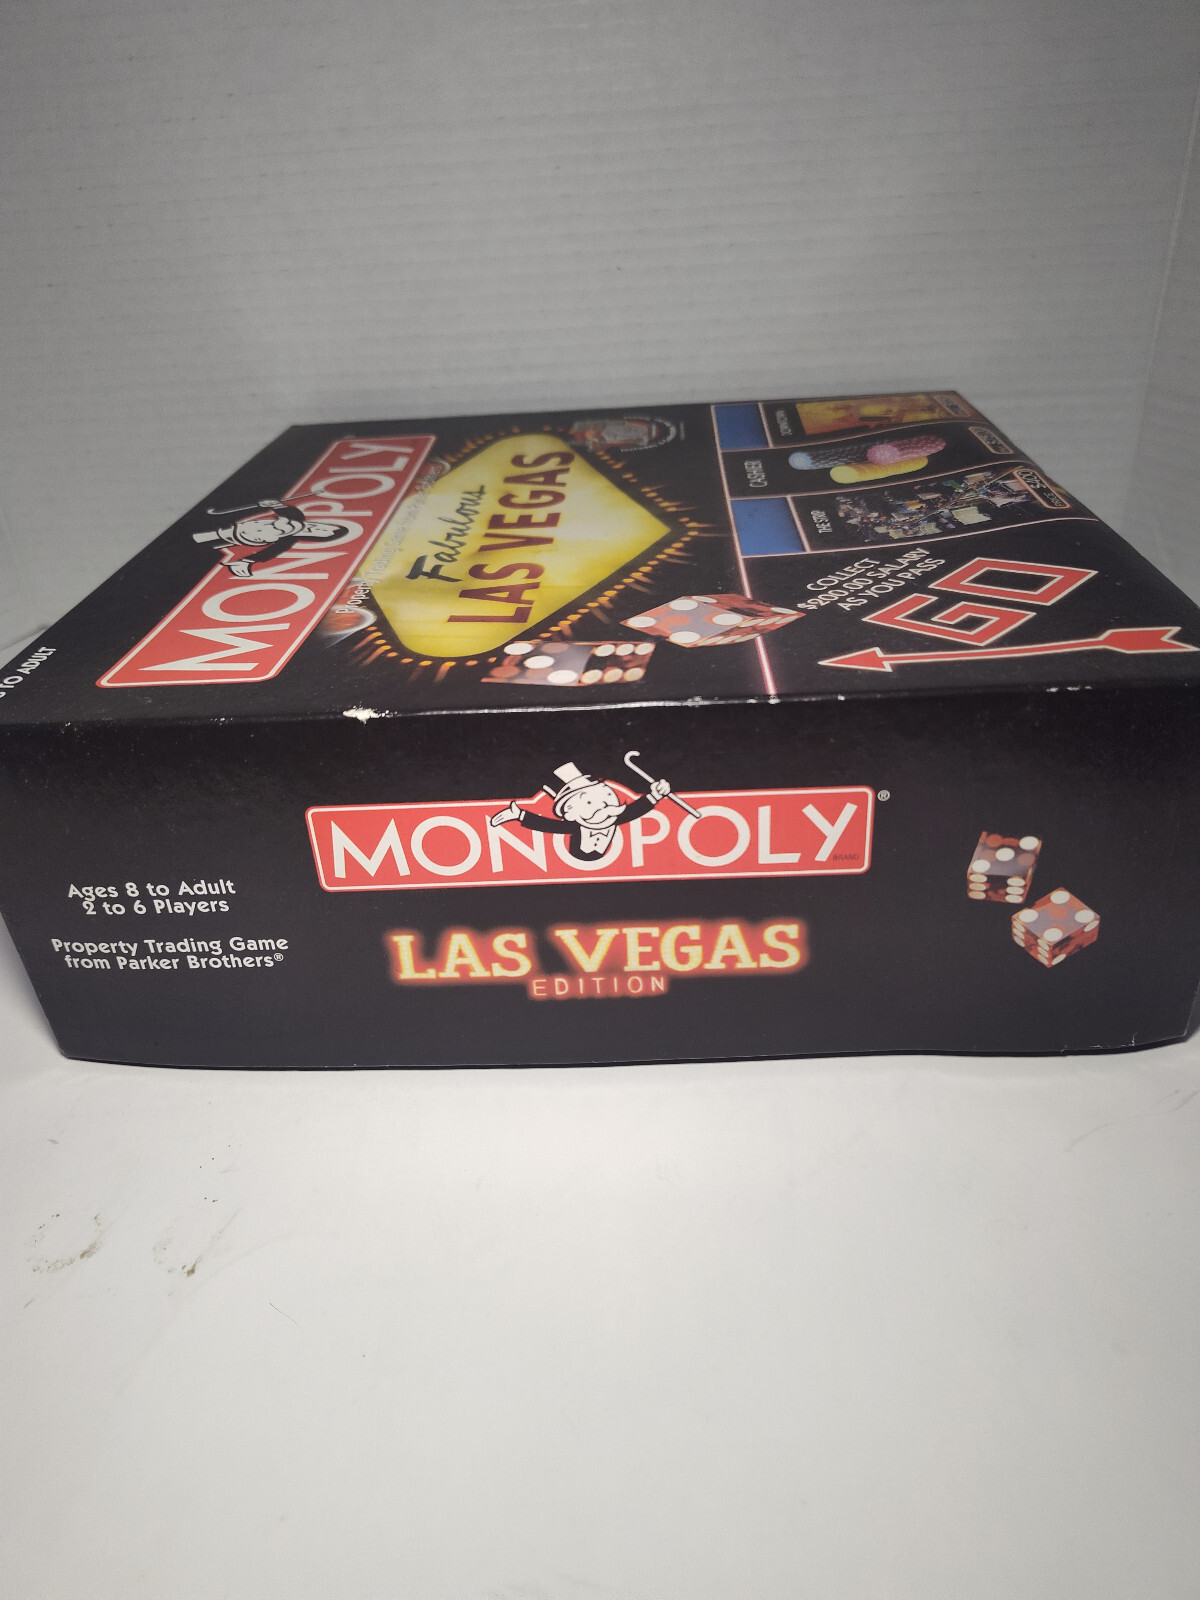 MONOPOLY
Fabulous
LAS VEGAS
TO ADULT
CASHIER
THE STRIP
COLLECT
$200.00 SALARY
AS YOU PASS
GO
MONOPOLY®
BRAND
Ages 8 to Adult
2 to 6 Players
Property Trading Game
from Parker Brothers®
LAS VEGAS
EDITION